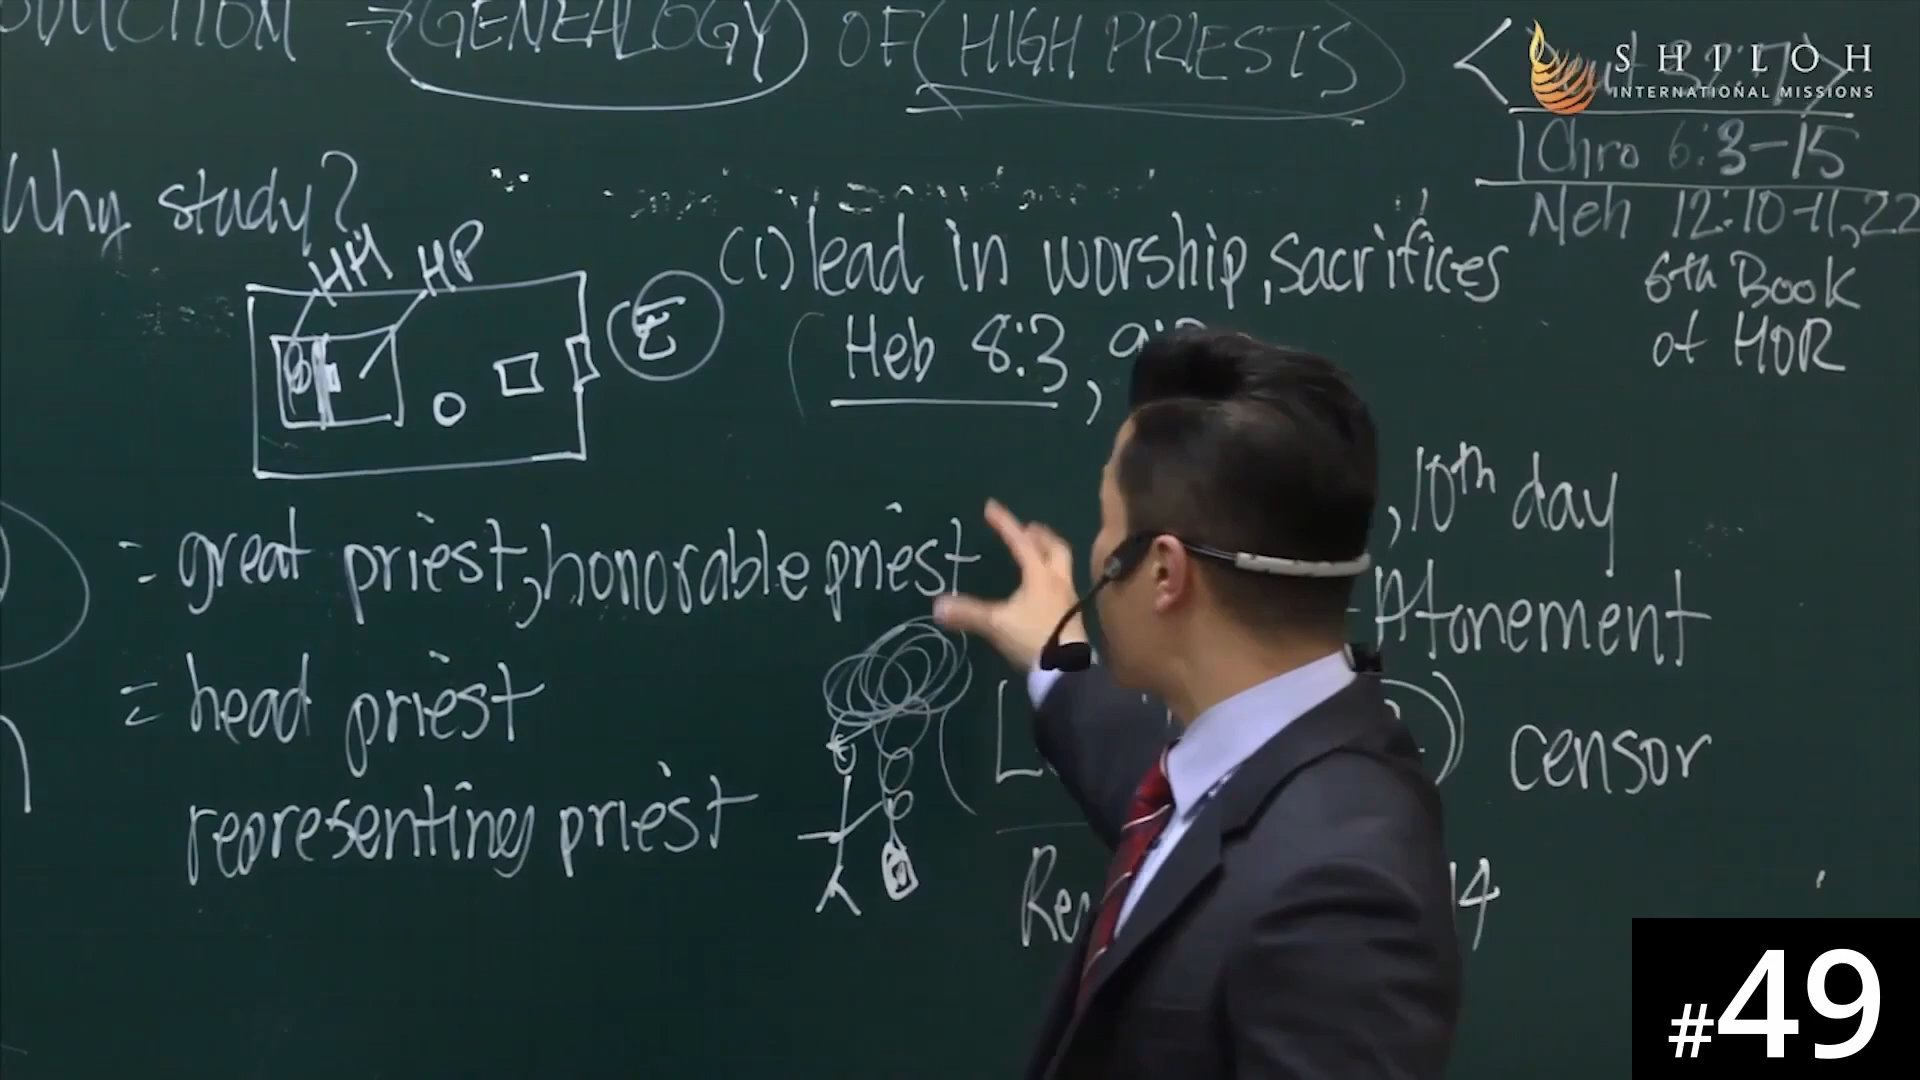 GENEALOGY OF HIGH PRIESTS
SHILOH
INTERNATIONAL MISSIONS
1 Chro 6:3-15
Neh 12:10-11,22
6th Book
of HOR
Why study?
HH HP
E
(1) lead in worship, sacrifices
Heb 8:3,
, 10th day
= great priest, honorable priest
Atonement
= head priest
censor
representing priest
14
#49